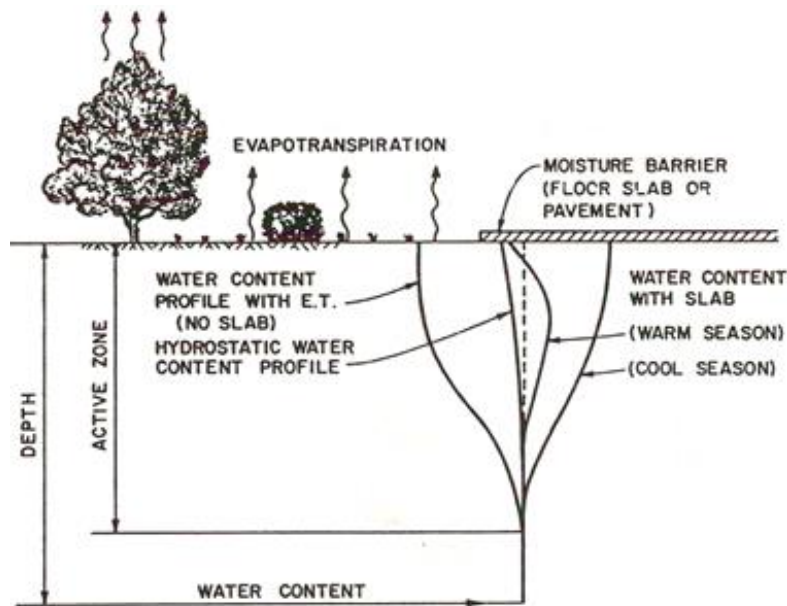 EVAPOTRANSPIRATION
MOISTURE BARRIER
(FLOCR SLAB OR
PAVEMENT)
WATER CONTENT
PROFILE WITH E.T.
(NO SLAB)
HYDROSTATIC WATER
CONTENT PROFILE
WATER CONTENT
WITH SLAB
(WARM SEASON)
(COOL SEASON)
DEPTH
ACTIVE ZONE
WATER CONTENT